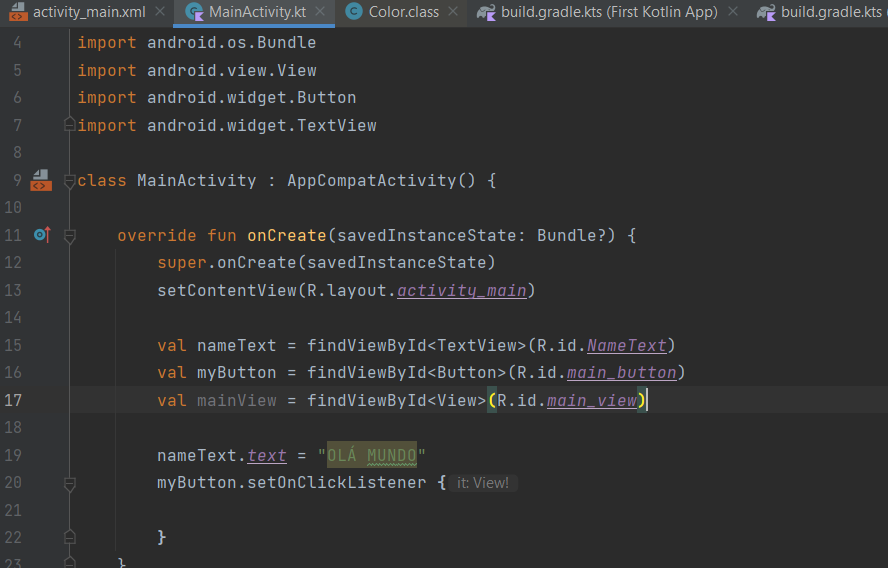 activity_main.xml MainActivity.kt Color.class build.gradle.kts (First Kotlin App) build.gradle.kts
4 import android.os.Bundle
5 import android.view.View
6 import android.widget.Button
7 import android.widget.TextView
8
9 class MainActivity : AppCompatActivity() {
10
11 override fun onCreate(savedInstanceState: Bundle?) {
12 super.onCreate(savedInstanceState)
13 setContentView(R.layout.activity_main)
14
15 val nameText = findViewById<TextView>(R.id.NameText)
16 val myButton = findViewById<Button>(R.id.main_button)
17 val mainView = findViewById<View>(R.id.main_view)
18
19 nameText.text = "OLÁ MUNDO"
20 myButton.setOnClickListener { it: View!
21
22 }
23 }